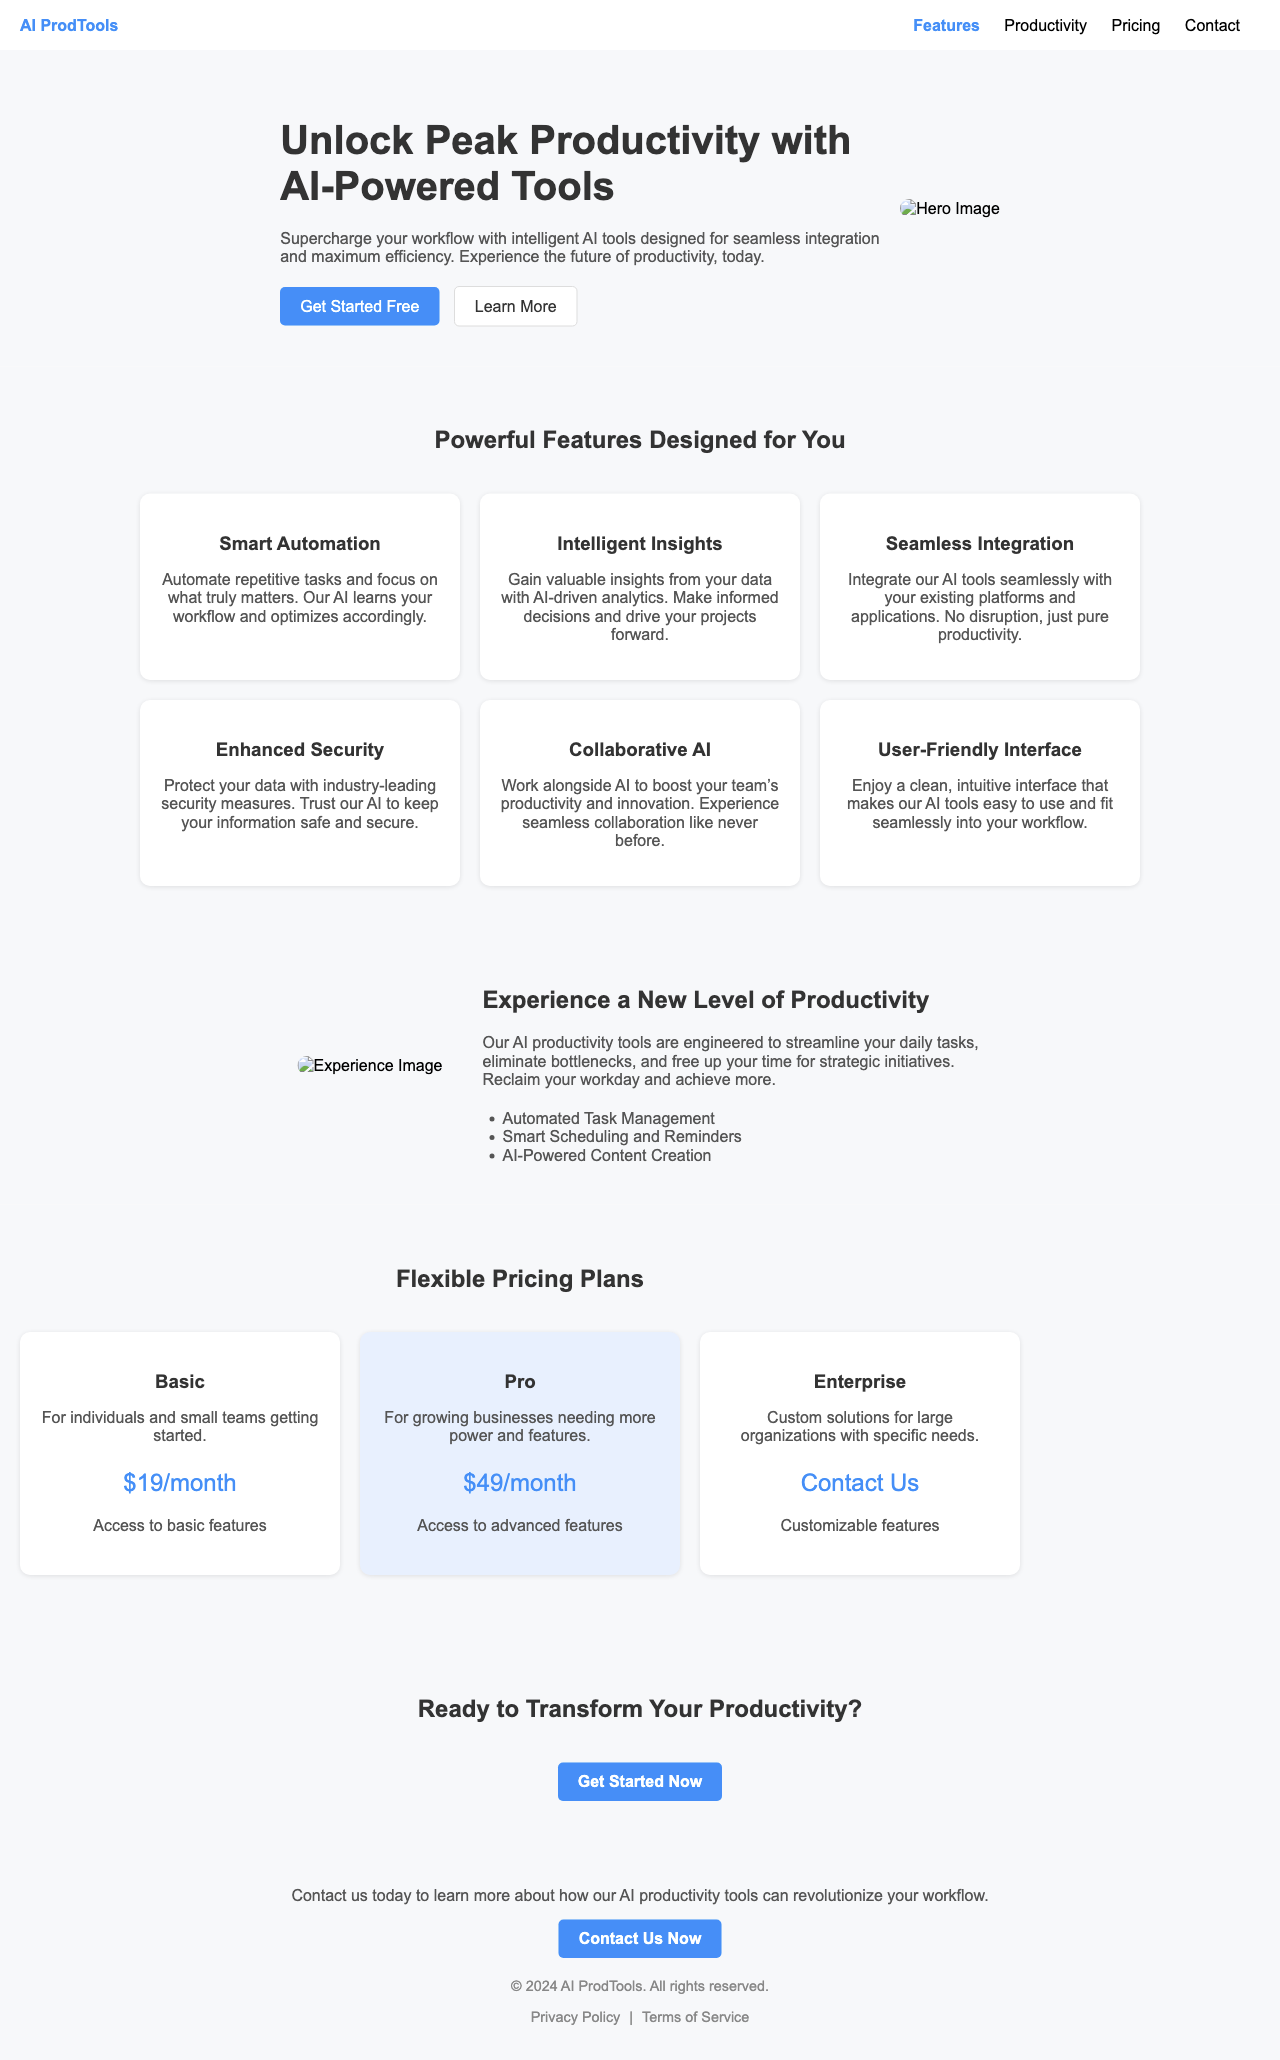 AI ProdTools
Features Productivity Pricing Contact
Unlock Peak Productivity with
AI-Powered Tools
Supercharge your workflow with intelligent AI tools designed for seamless integration
and maximum efficiency. Experience the future of productivity, today.
Get Started Free
Learn More
Hero Image
Powerful Features Designed for You
Smart Automation
Automate repetitive tasks and focus on
what truly matters. Our AI learns your
workflow and optimizes accordingly.
Intelligent Insights
Gain valuable insights from your data
with AI-driven analytics. Make informed
decisions and drive your projects
forward.
Seamless Integration
Integrate our AI tools seamlessly with
your existing platforms and
applications. No disruption, just pure
productivity.
Enhanced Security
Protect your data with industry-leading
security measures. Trust our AI to keep
your information safe and secure.
Collaborative AI
Work alongside AI to boost your team’s
productivity and innovation. Experience
seamless collaboration like never
before.
User-Friendly Interface
Enjoy a clean, intuitive interface that
makes our AI tools easy to use and fit
seamlessly into your workflow.
Experience Image
Experience a New Level of Productivity
Our AI productivity tools are engineered to streamline your daily tasks,
eliminate bottlenecks, and free up your time for strategic initiatives.
Reclaim your workday and achieve more.
• Automated Task Management
• Smart Scheduling and Reminders
• AI-Powered Content Creation
Flexible Pricing Plans
Basic
For individuals and small teams getting
started.
$19/month
Access to basic features
Pro
For growing businesses needing more
power and features.
$49/month
Access to advanced features
Enterprise
Custom solutions for large
organizations with specific needs.
Contact Us
Customizable features
Ready to Transform Your Productivity?
Get Started Now
Contact us today to learn more about how our AI productivity tools can revolutionize your workflow.
Contact Us Now
© 2024 AI ProdTools. All rights reserved.
Privacy Policy | Terms of Service